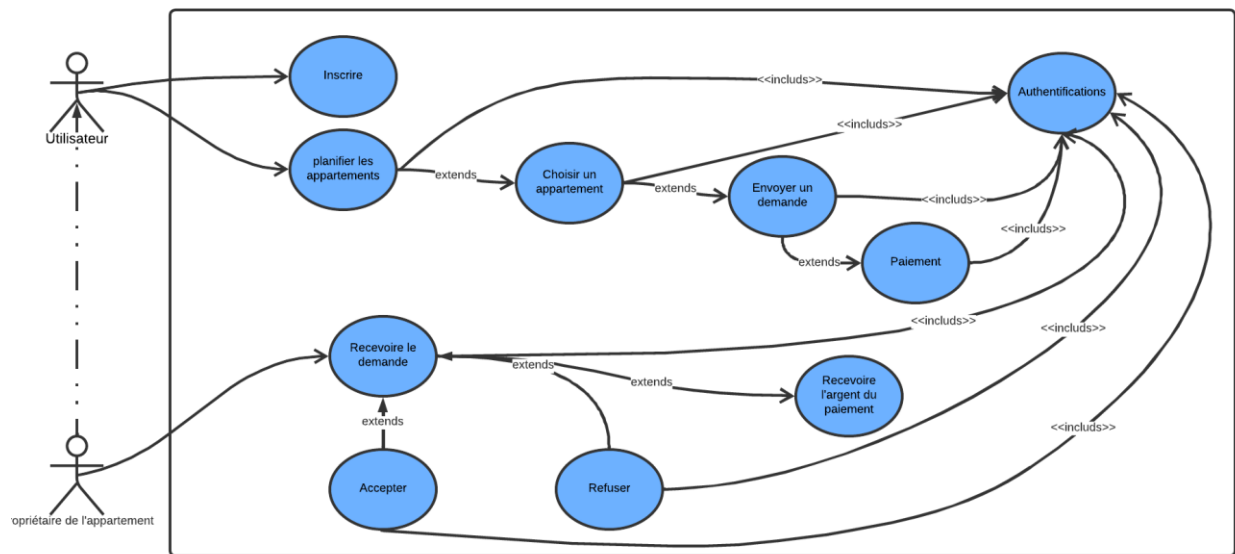 Inscrire
<<includs>>
Authentifications
Utilisateur
planifier les
appartements
extends
Choisir un
appartement
<<includs>>
extends
Envoyer un
demande
<<includs>>
extends
Paiement
<<includs>>
Recevoire le
demande
<<includs>>
<<includs>>
extends
extends
Recevoire
l'argent du
paiement
extends
<<includs>>
Accepter
Refuser
ropriétaire de l'appartement